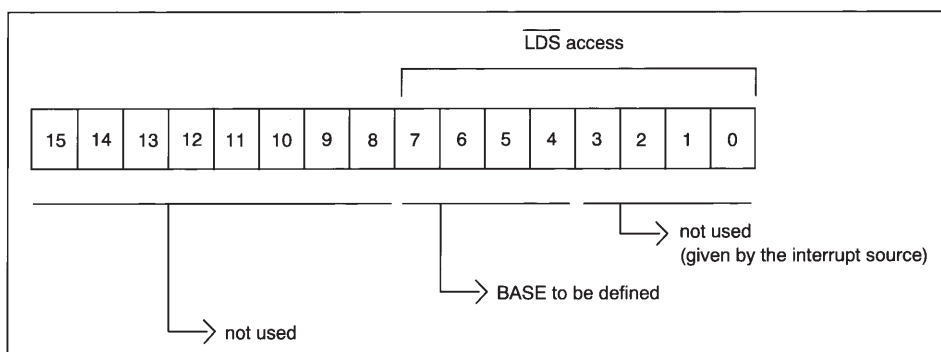 LDS access
15 14 13 12 11 10 9 8 7 6 5 4 3 2 1 0
not used
(given by the interrupt source)
BASE to be defined
not used